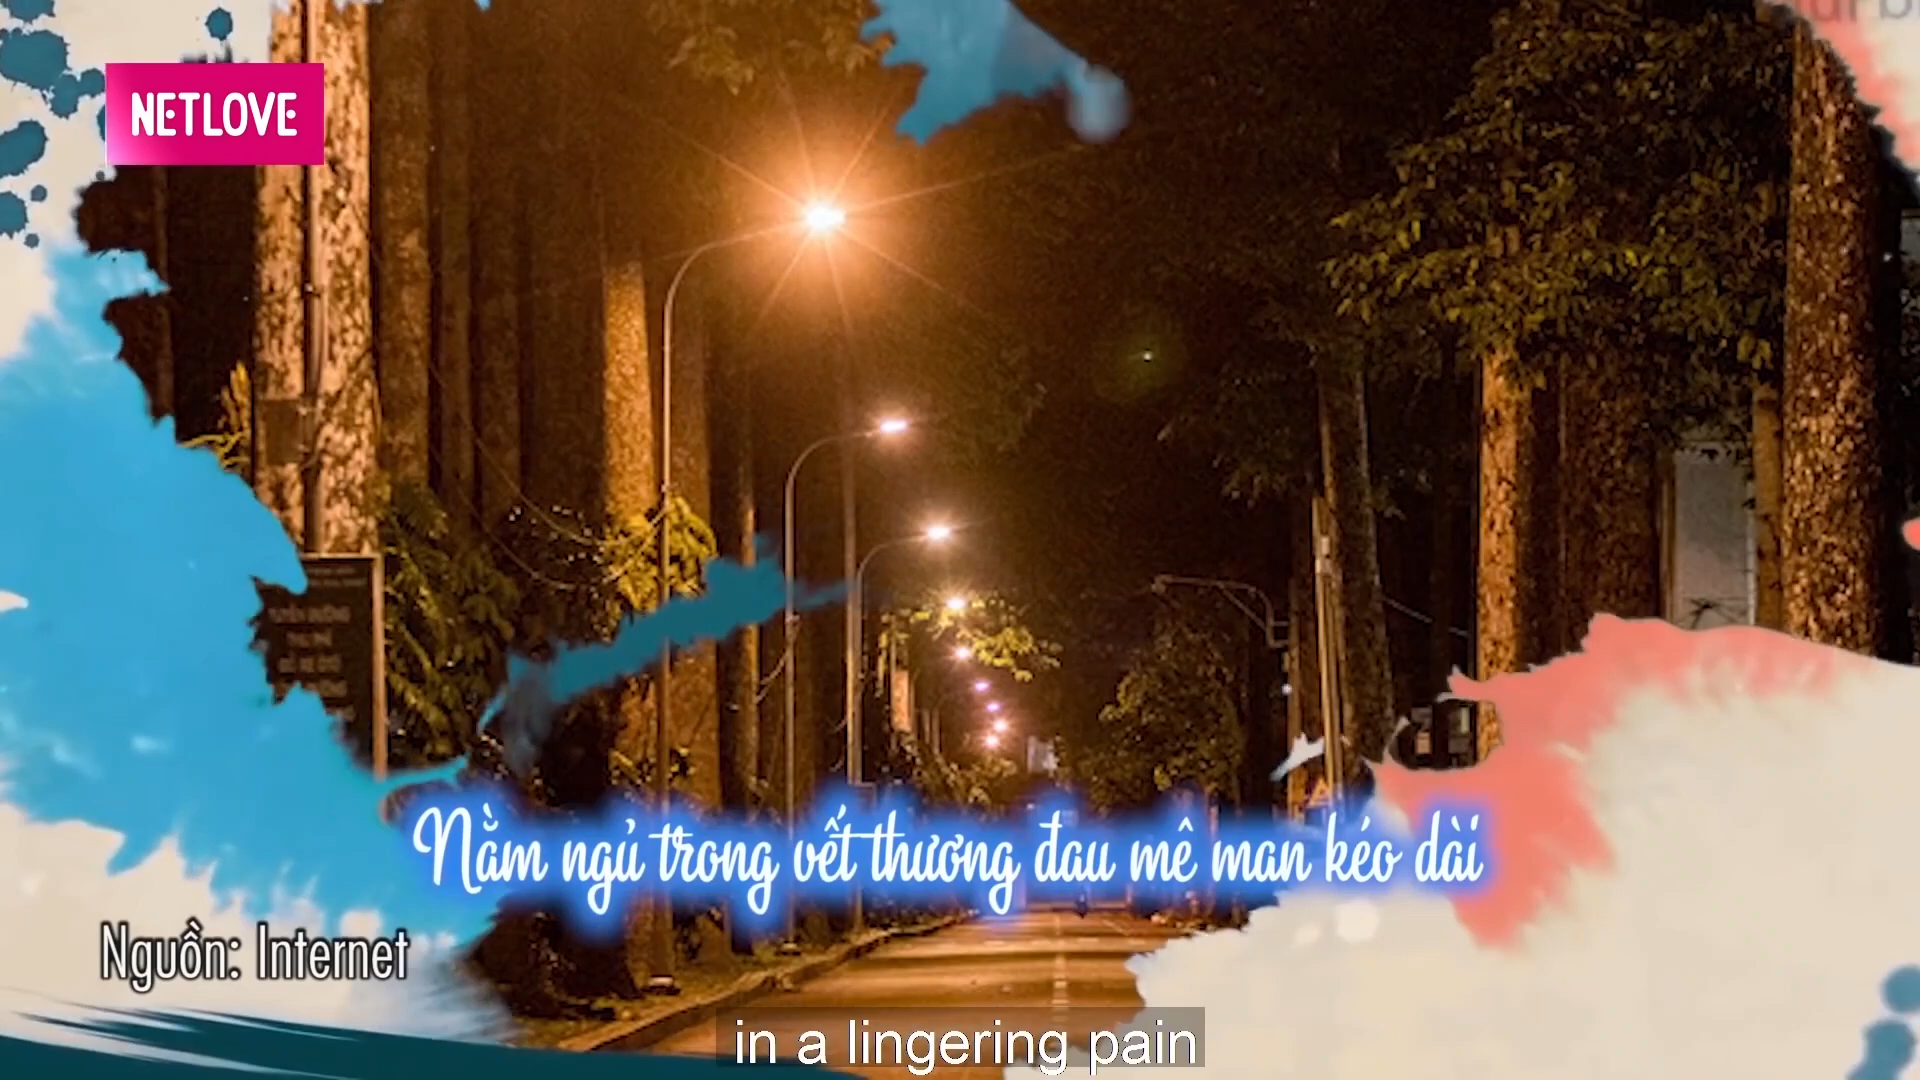 NETLOVE
Nằm ngủ trong vết thương đau mê man kéo dài
Nguồn: Internet
in a lingering pain